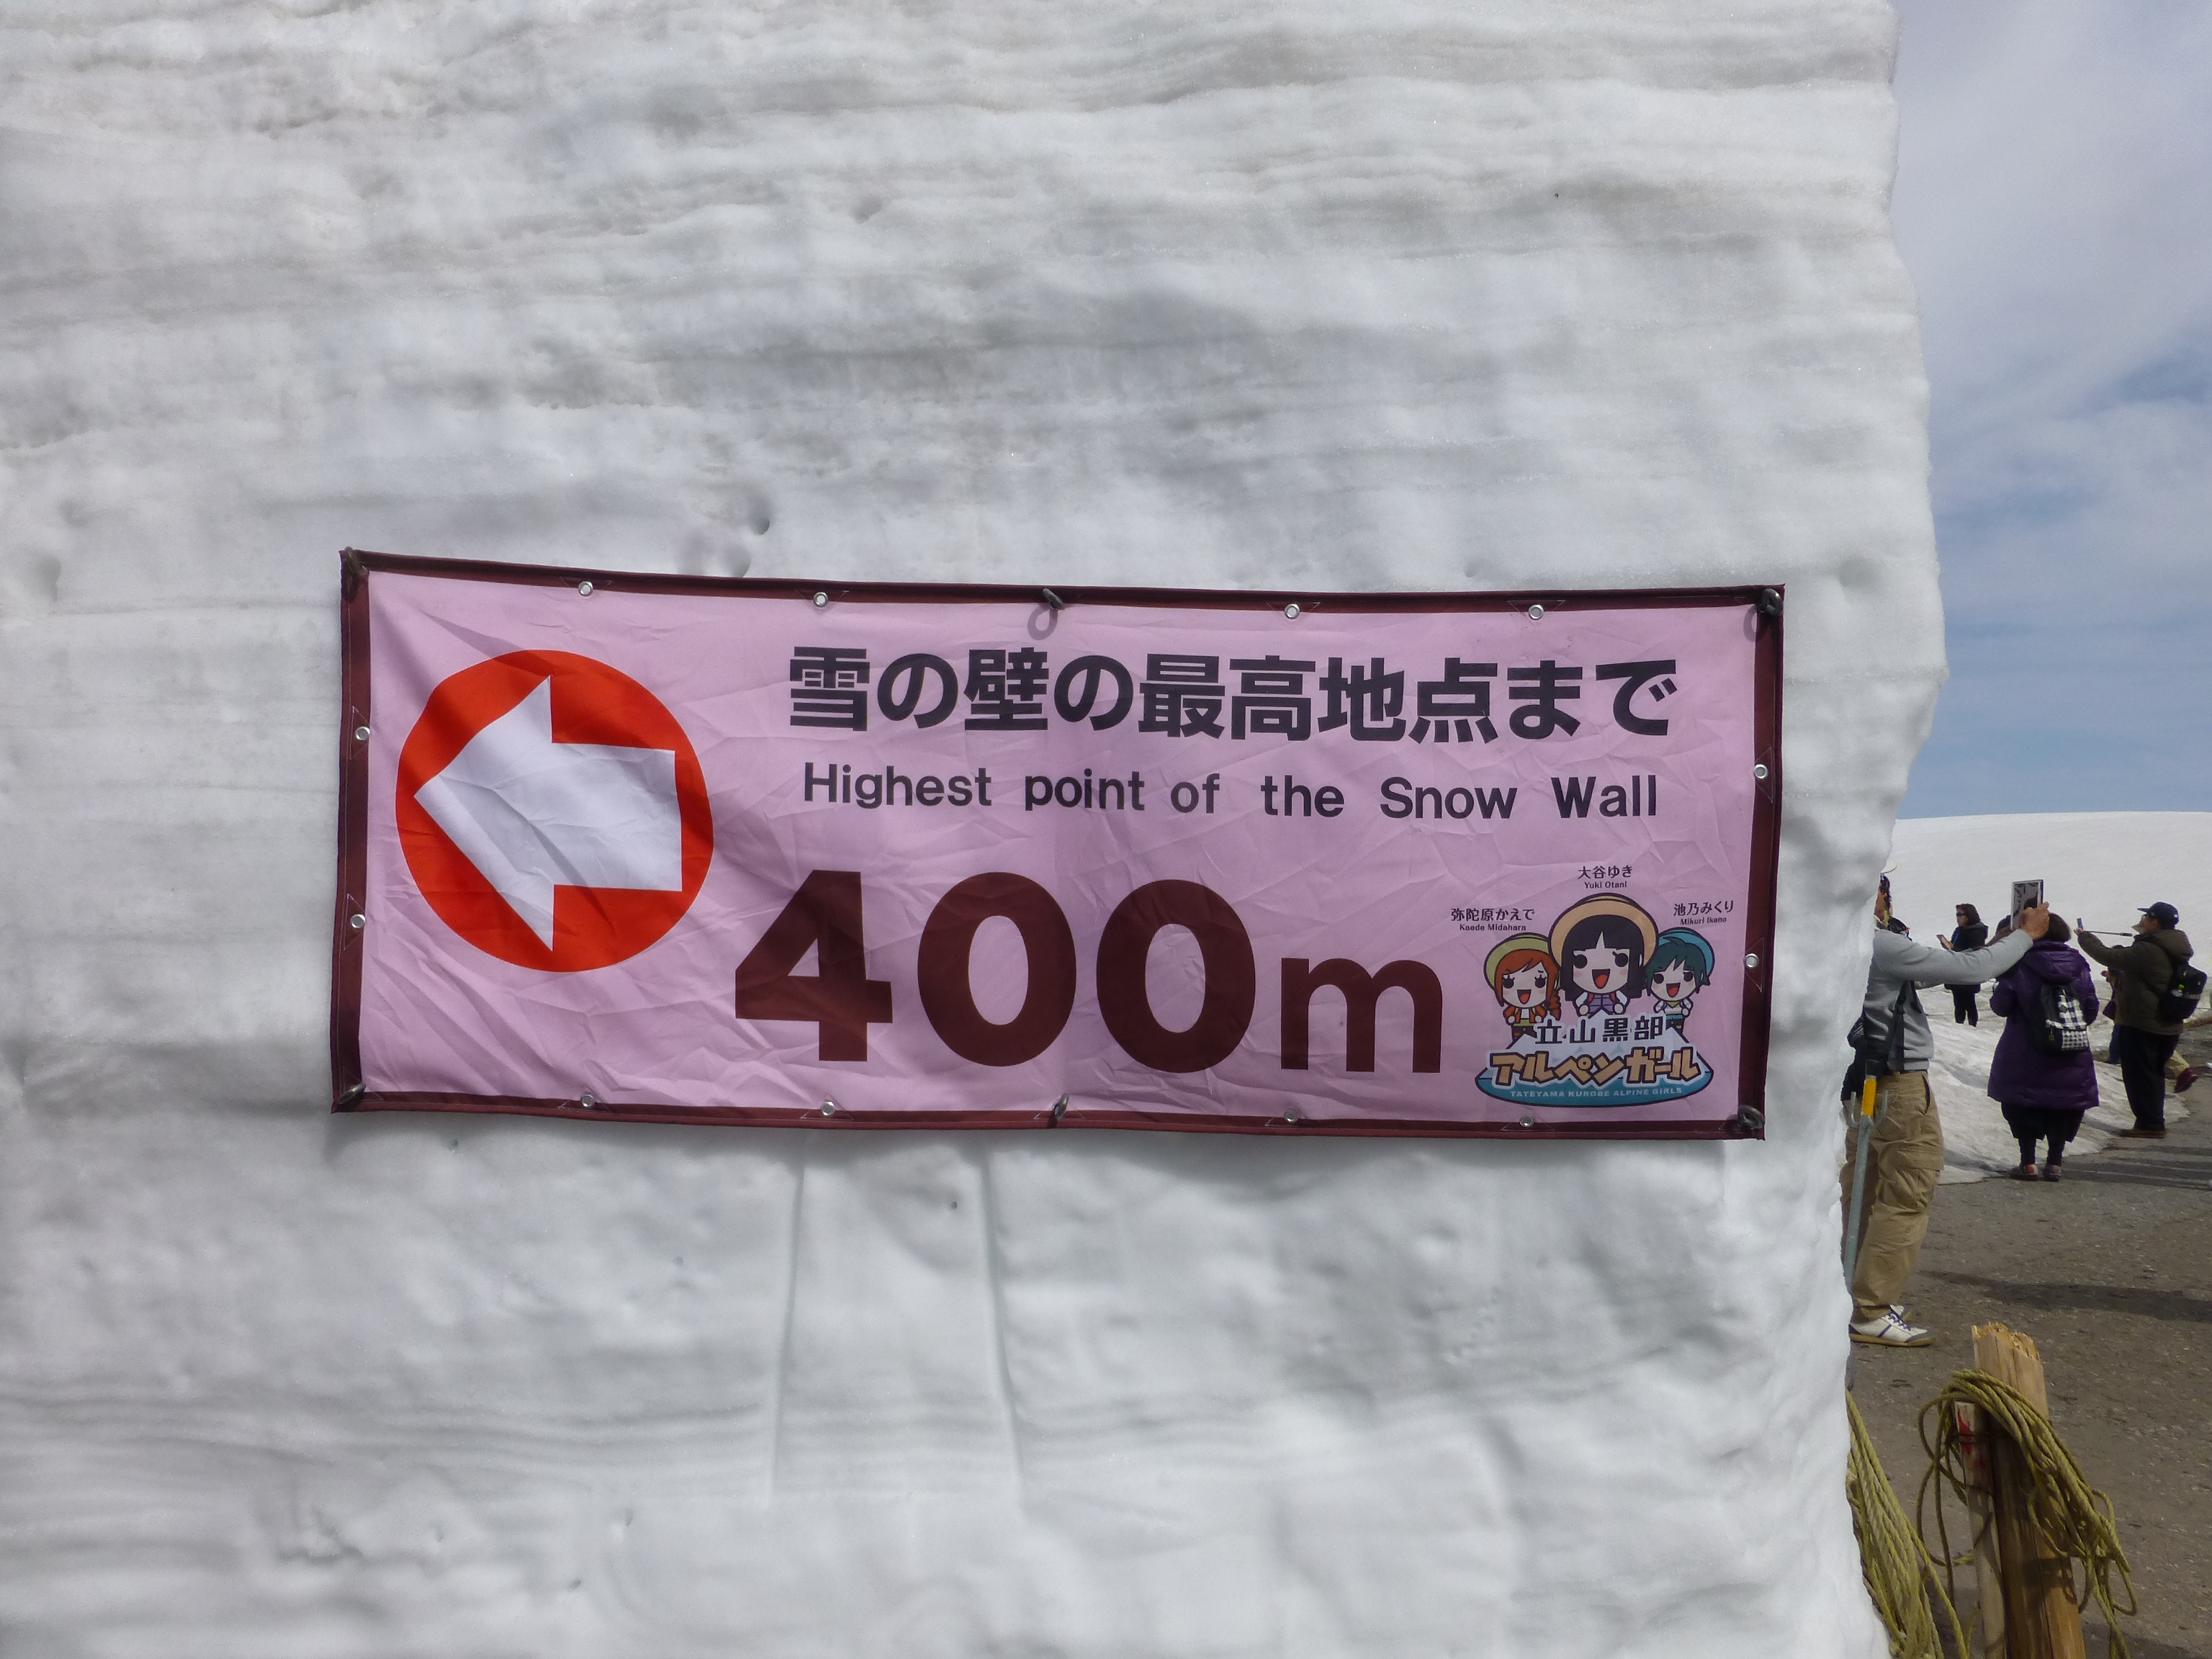 雪の壁の最高地点まで
Highest point of the Snow Wall
400m
大谷ゆき
Yuki Otani
弥陀原かえで
Kaede Midahara
池乃みくり
Mikuri Ikeno
立山黒部
アルペンガール
TATEYAMA KUROBE ALPINE GIRLS